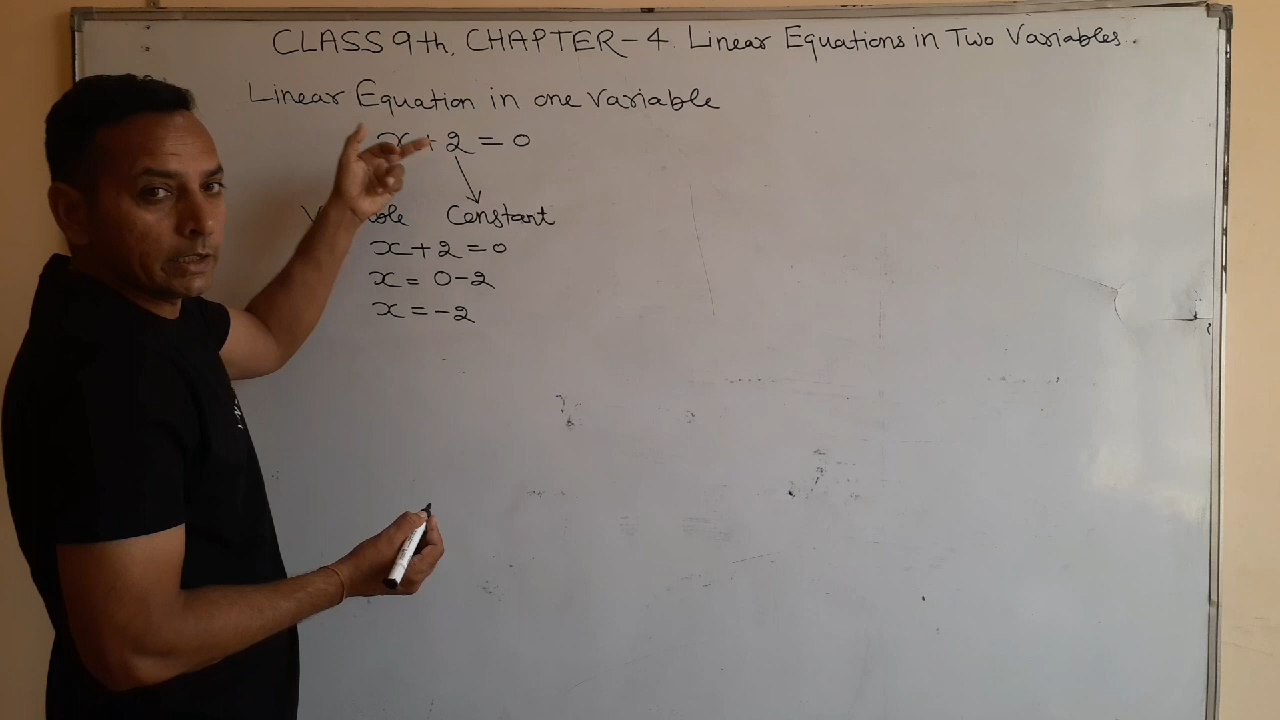 CLASS 9th, CHAPTER-4. Linear Equations in Two Variables.
Linear Equation in one variable
x+2=0
Constant
x+2=0
x=0-2
x=-2